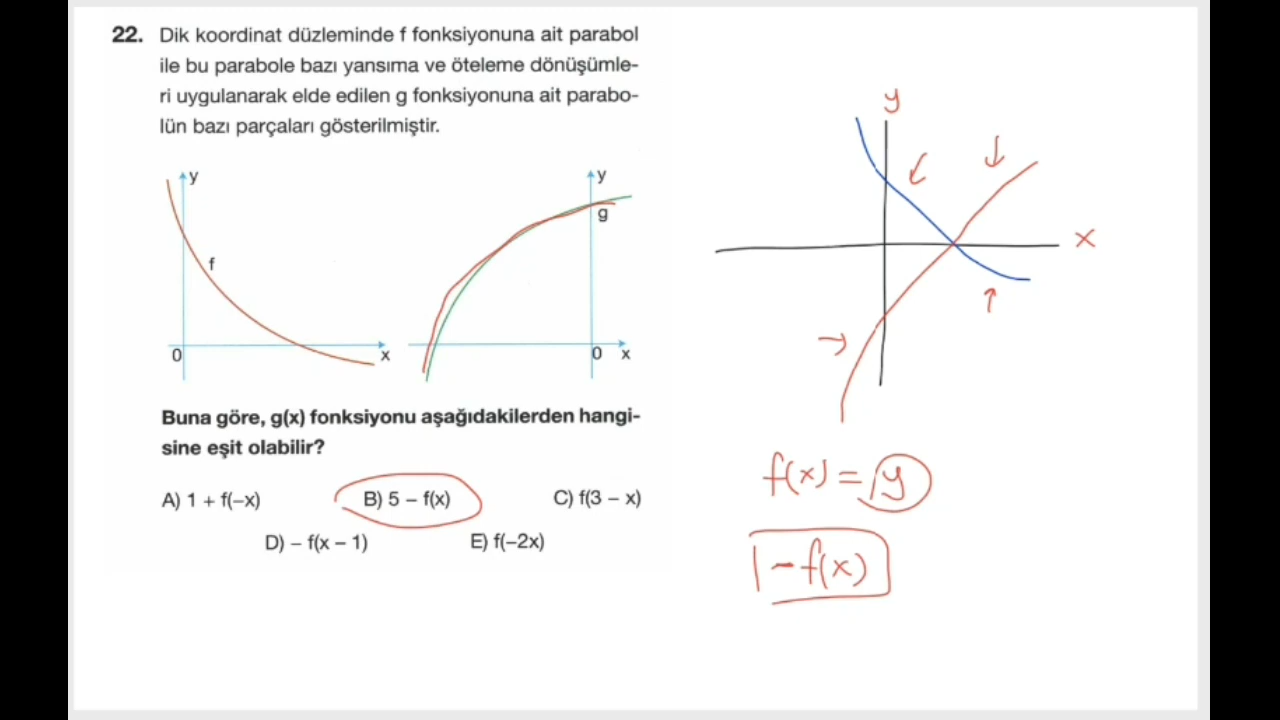 22. Dik koordinat düzleminde f fonksiyonuna ait parabol
ile bu parabole bazı yansıma ve öteleme dönüşümle-
ri uygulanarak elde edilen g fonksiyonuna ait parabo-
lün bazı parçaları gösterilmiştir.
y
f
0
x
y
g
0
x
Buna göre, g(x) fonksiyonu aşağıdakilerden hangi-
sine eşit olabilir?
A) 1 + f(–x) B) 5 – f(x) C) f(3 – x)
D) – f(x – 1) E) f(–2x)
y
x
f(x) = y
-f(x)